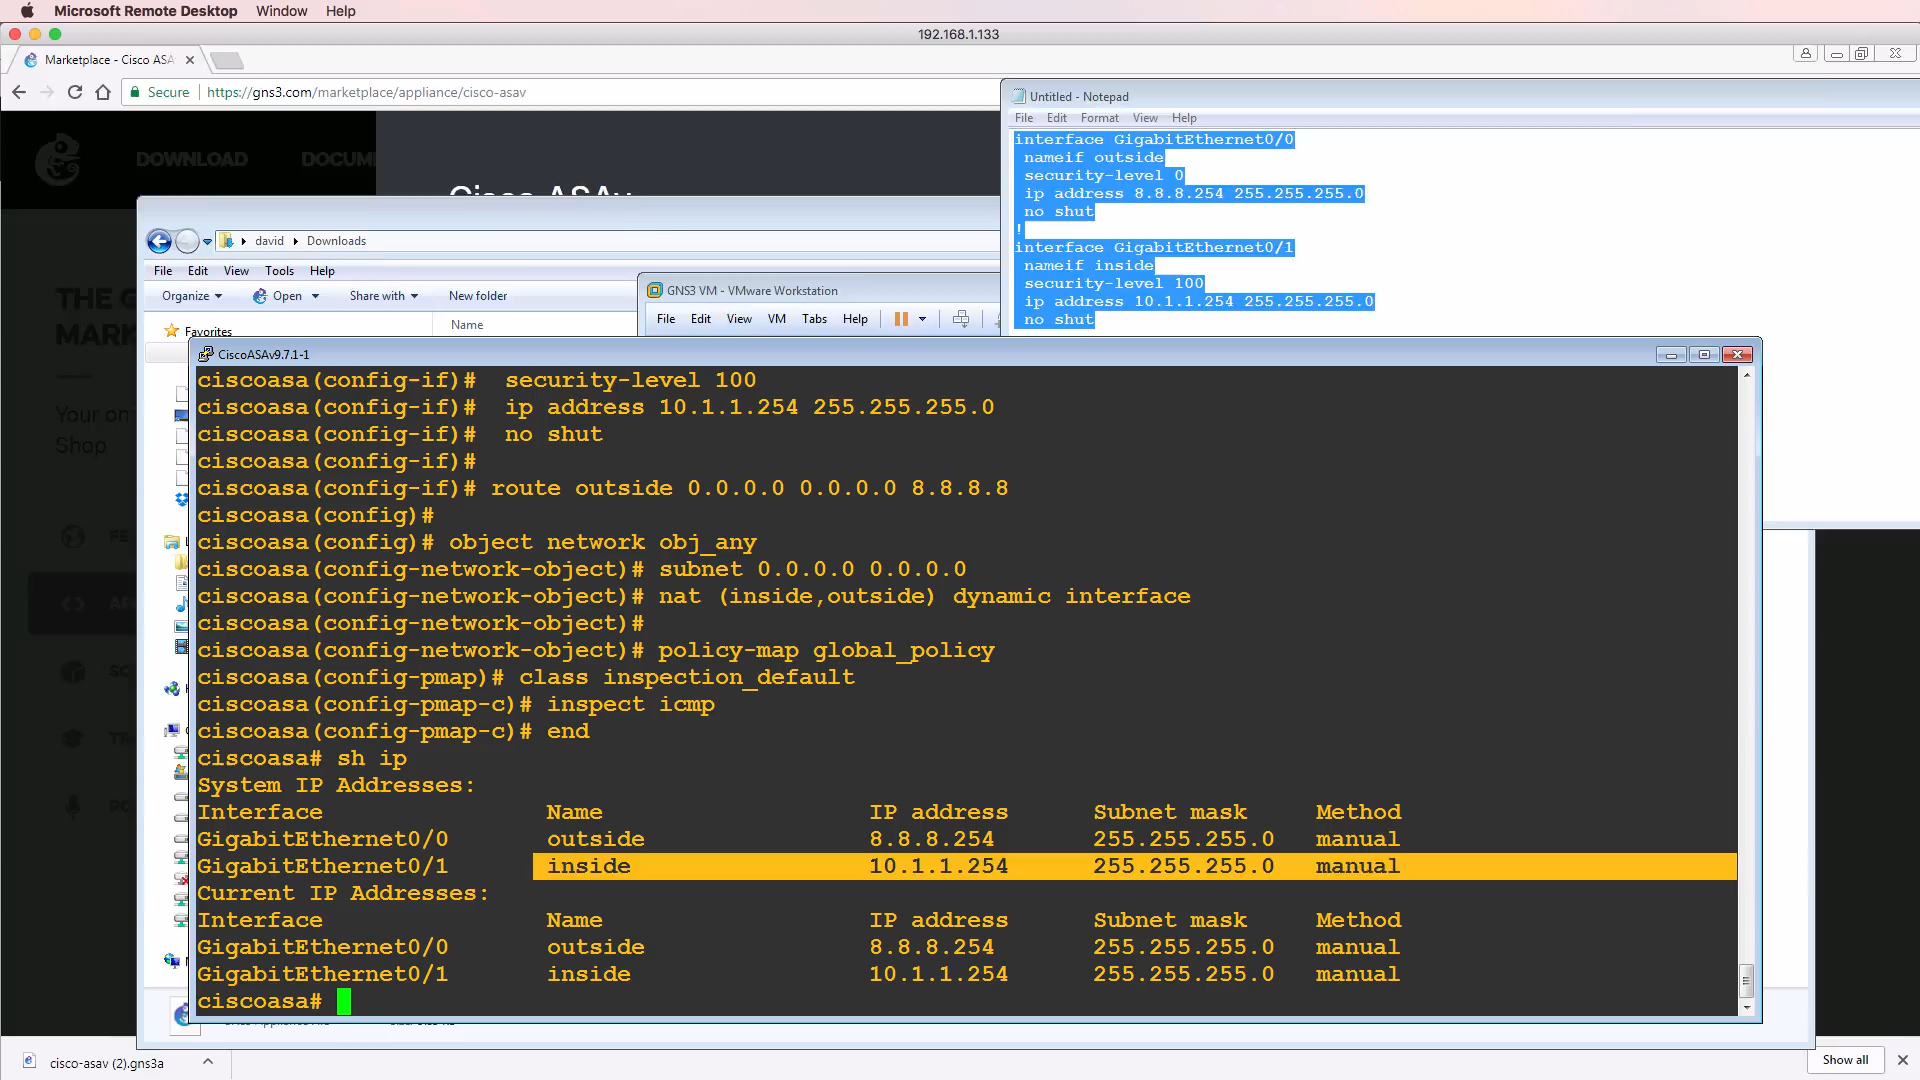 Microsoft Remote Desktop Window Help
192.168.1.133
Marketplace - Cisco ASA
Secure https://gns3.com/marketplace/appliance/cisco-asav
Untitled - Notepad
File Edit Format View Help
interface GigabitEthernet0/0
nameif outside
security-level 0
ip address 8.8.8.254 255.255.255.0
no shut
!
interface GigabitEthernet0/1
nameif inside
security-level 100
ip address 10.1.1.254 255.255.255.0
no shut
DOWNLOAD DOCUM
Cisco ASAv
david Downloads
File Edit View Tools Help
Organize Open Share with New folder
Favorites Name
GNS3 VM - VMware Workstation
File Edit View VM Tabs Help
THE G
MARK
Your on
Shop
CiscoASAv9.7.1-1
ciscoasa(config-if)# security-level 100
ciscoasa(config-if)# ip address 10.1.1.254 255.255.255.0
ciscoasa(config-if)# no shut
ciscoasa(config-if)#
ciscoasa(config-if)# route outside 0.0.0.0 0.0.0.0 8.8.8.8
ciscoasa(config)#
ciscoasa(config)# object network obj_any
ciscoasa(config-network-object)# subnet 0.0.0.0 0.0.0.0
ciscoasa(config-network-object)# nat (inside,outside) dynamic interface
ciscoasa(config-network-object)#
ciscoasa(config-network-object)# policy-map global_policy
ciscoasa(config-pmap)# class inspection_default
ciscoasa(config-pmap-c)# inspect icmp
ciscoasa(config-pmap-c)# end
ciscoasa# sh ip
System IP Addresses:
Interface Name IP address Subnet mask Method
GigabitEthernet0/0 outside 8.8.8.254 255.255.255.0 manual
GigabitEthernet0/1 inside 10.1.1.254 255.255.255.0 manual
Current IP Addresses:
Interface Name IP address Subnet mask Method
GigabitEthernet0/0 outside 8.8.8.254 255.255.255.0 manual
GigabitEthernet0/1 inside 10.1.1.254 255.255.255.0 manual
ciscoasa#
cisco-asav (2).gns3a
Show all